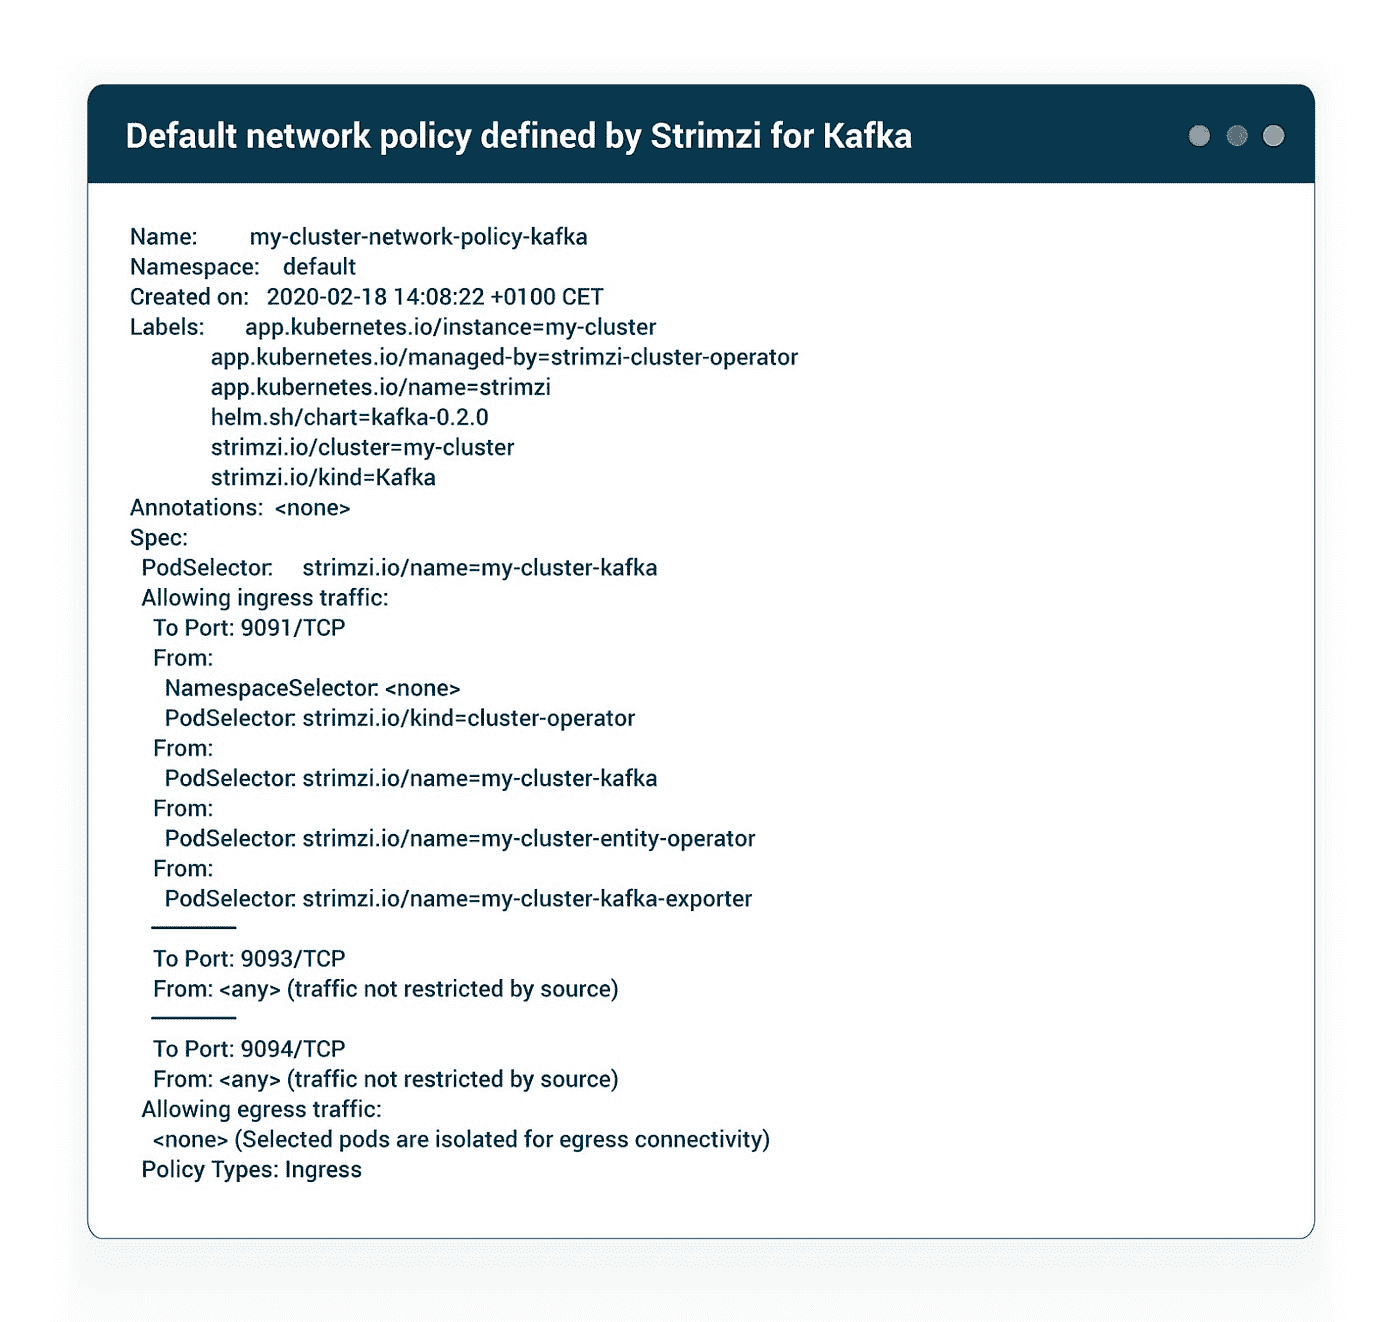 Default network policy defined by Strimzi for Kafka
Name: my-cluster-network-policy-kafka
Namespace: default
Created on: 2020-02-18 14:08:22 +0100 CET
Labels: app.kubernetes.io/instance=my-cluster
app.kubernetes.io/managed-by=strimzi-cluster-operator
app.kubernetes.io/name=strimzi
helm.sh/chart=kafka-0.2.0
strimzi.io/cluster=my-cluster
strimzi.io/kind=Kafka
Annotations: <none>
Spec:
PodSelector: strimzi.io/name=my-cluster-kafka
Allowing ingress traffic:
To Port: 9091/TCP
From:
NamespaceSelector: <none>
PodSelector: strimzi.io/kind=cluster-operator
From:
PodSelector: strimzi.io/name=my-cluster-kafka
From:
PodSelector: strimzi.io/name=my-cluster-entity-operator
From:
PodSelector: strimzi.io/name=my-cluster-kafka-exporter
To Port: 9093/TCP
From: <any> (traffic not restricted by source)
To Port: 9094/TCP
From: <any> (traffic not restricted by source)
Allowing egress traffic:
<none> (Selected pods are isolated for egress connectivity)
Policy Types: Ingress